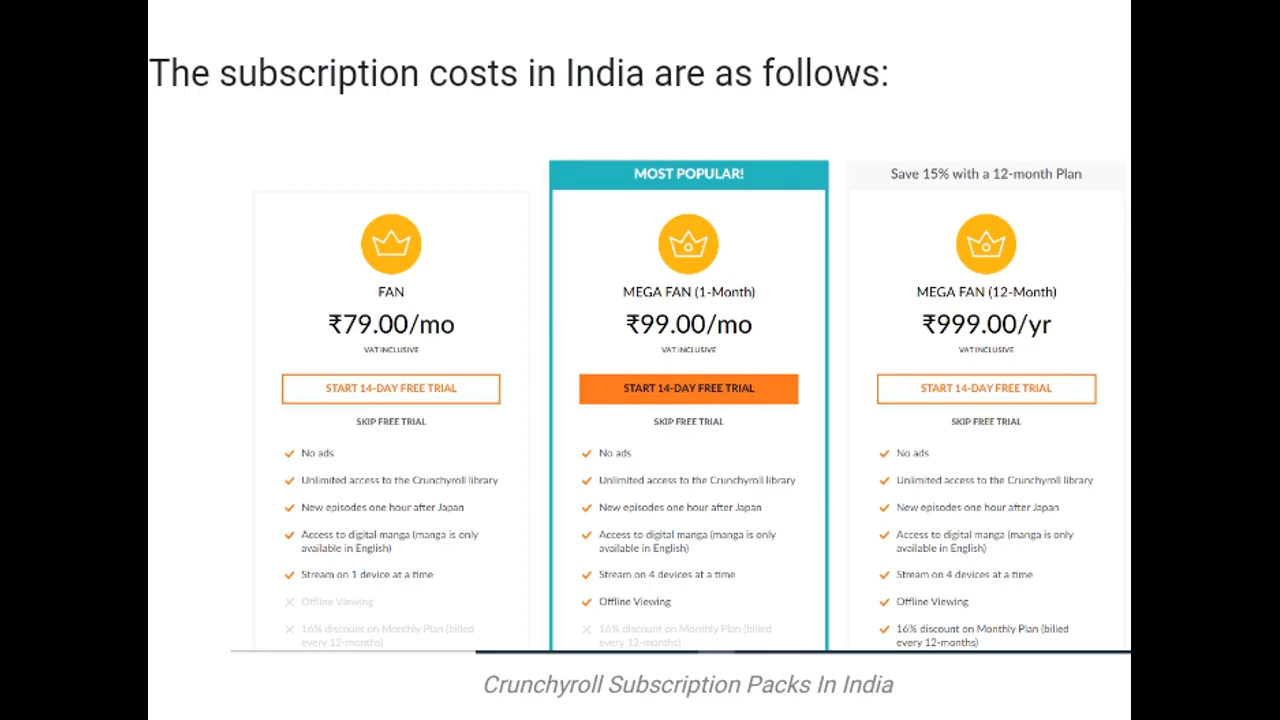 The subscription costs in India are as follows:
FAN
₹79.00/mo
VAT INCLUSIVE
START 14-DAY FREE TRIAL
SKIP FREE TRIAL
No ads
Unlimited access to the Crunchyroll library
New episodes one hour after Japan
Access to digital manga (manga is only
available in English)
Stream on 1 device at a time
Offline Viewing
16% discount on Monthly Plan (billed
every 12-months)
MOST POPULAR!
MEGA FAN (1-Month)
₹99.00/mo
VAT INCLUSIVE
START 14-DAY FREE TRIAL
SKIP FREE TRIAL
No ads
Unlimited access to the Crunchyroll library
New episodes one hour after Japan
Access to digital manga (manga is only
available in English)
Stream on 4 devices at a time
Offline Viewing
16% discount on Monthly Plan (billed
every 12-months)
Save 15% with a 12-month Plan
MEGA FAN (12-Month)
₹999.00/yr
VAT INCLUSIVE
START 14-DAY FREE TRIAL
SKIP FREE TRIAL
No ads
Unlimited access to the Crunchyroll library
New episodes one hour after Japan
Access to digital manga (manga is only
available in English)
Stream on 4 devices at a time
Offline Viewing
16% discount on Monthly Plan (billed
every 12-months)
Crunchyroll Subscription Packs In India